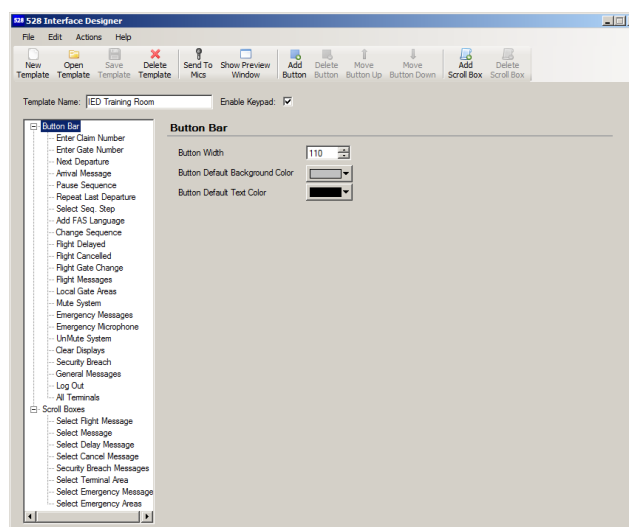 528 528 Interface Designer
File Edit Actions Help
New Template Open Template Save Template Delete Template Send To Mics Show Preview Window Add Button Delete Button Move Button Up Move Button Down Add Scroll Box Delete Scroll Box
Template Name: IED Training Room Enable Keypad:
Button Bar
Enter Claim Number
Enter Gate Number
Next Departure
Arrival Message
Pause Sequence
Repeat Last Departure
Select Seq. Step
Add FAS Language
Change Sequence
Flight Delayed
Flight Cancelled
Flight Gate Change
Flight Messages
Local Gate Areas
Mute System
Emergency Messages
Emergency Microphone
UnMute System
Clear Displays
Security Breach
General Messages
Log Out
All Terminals
Scroll Boxes
Select Flight Message
Select Message
Select Delay Message
Select Cancel Message
Security Breach Messages
Select Terminal Area
Select Emergency Message
Select Emergency Areas
Button Bar
Button Width 110
Button Default Background Color
Button Default Text Color